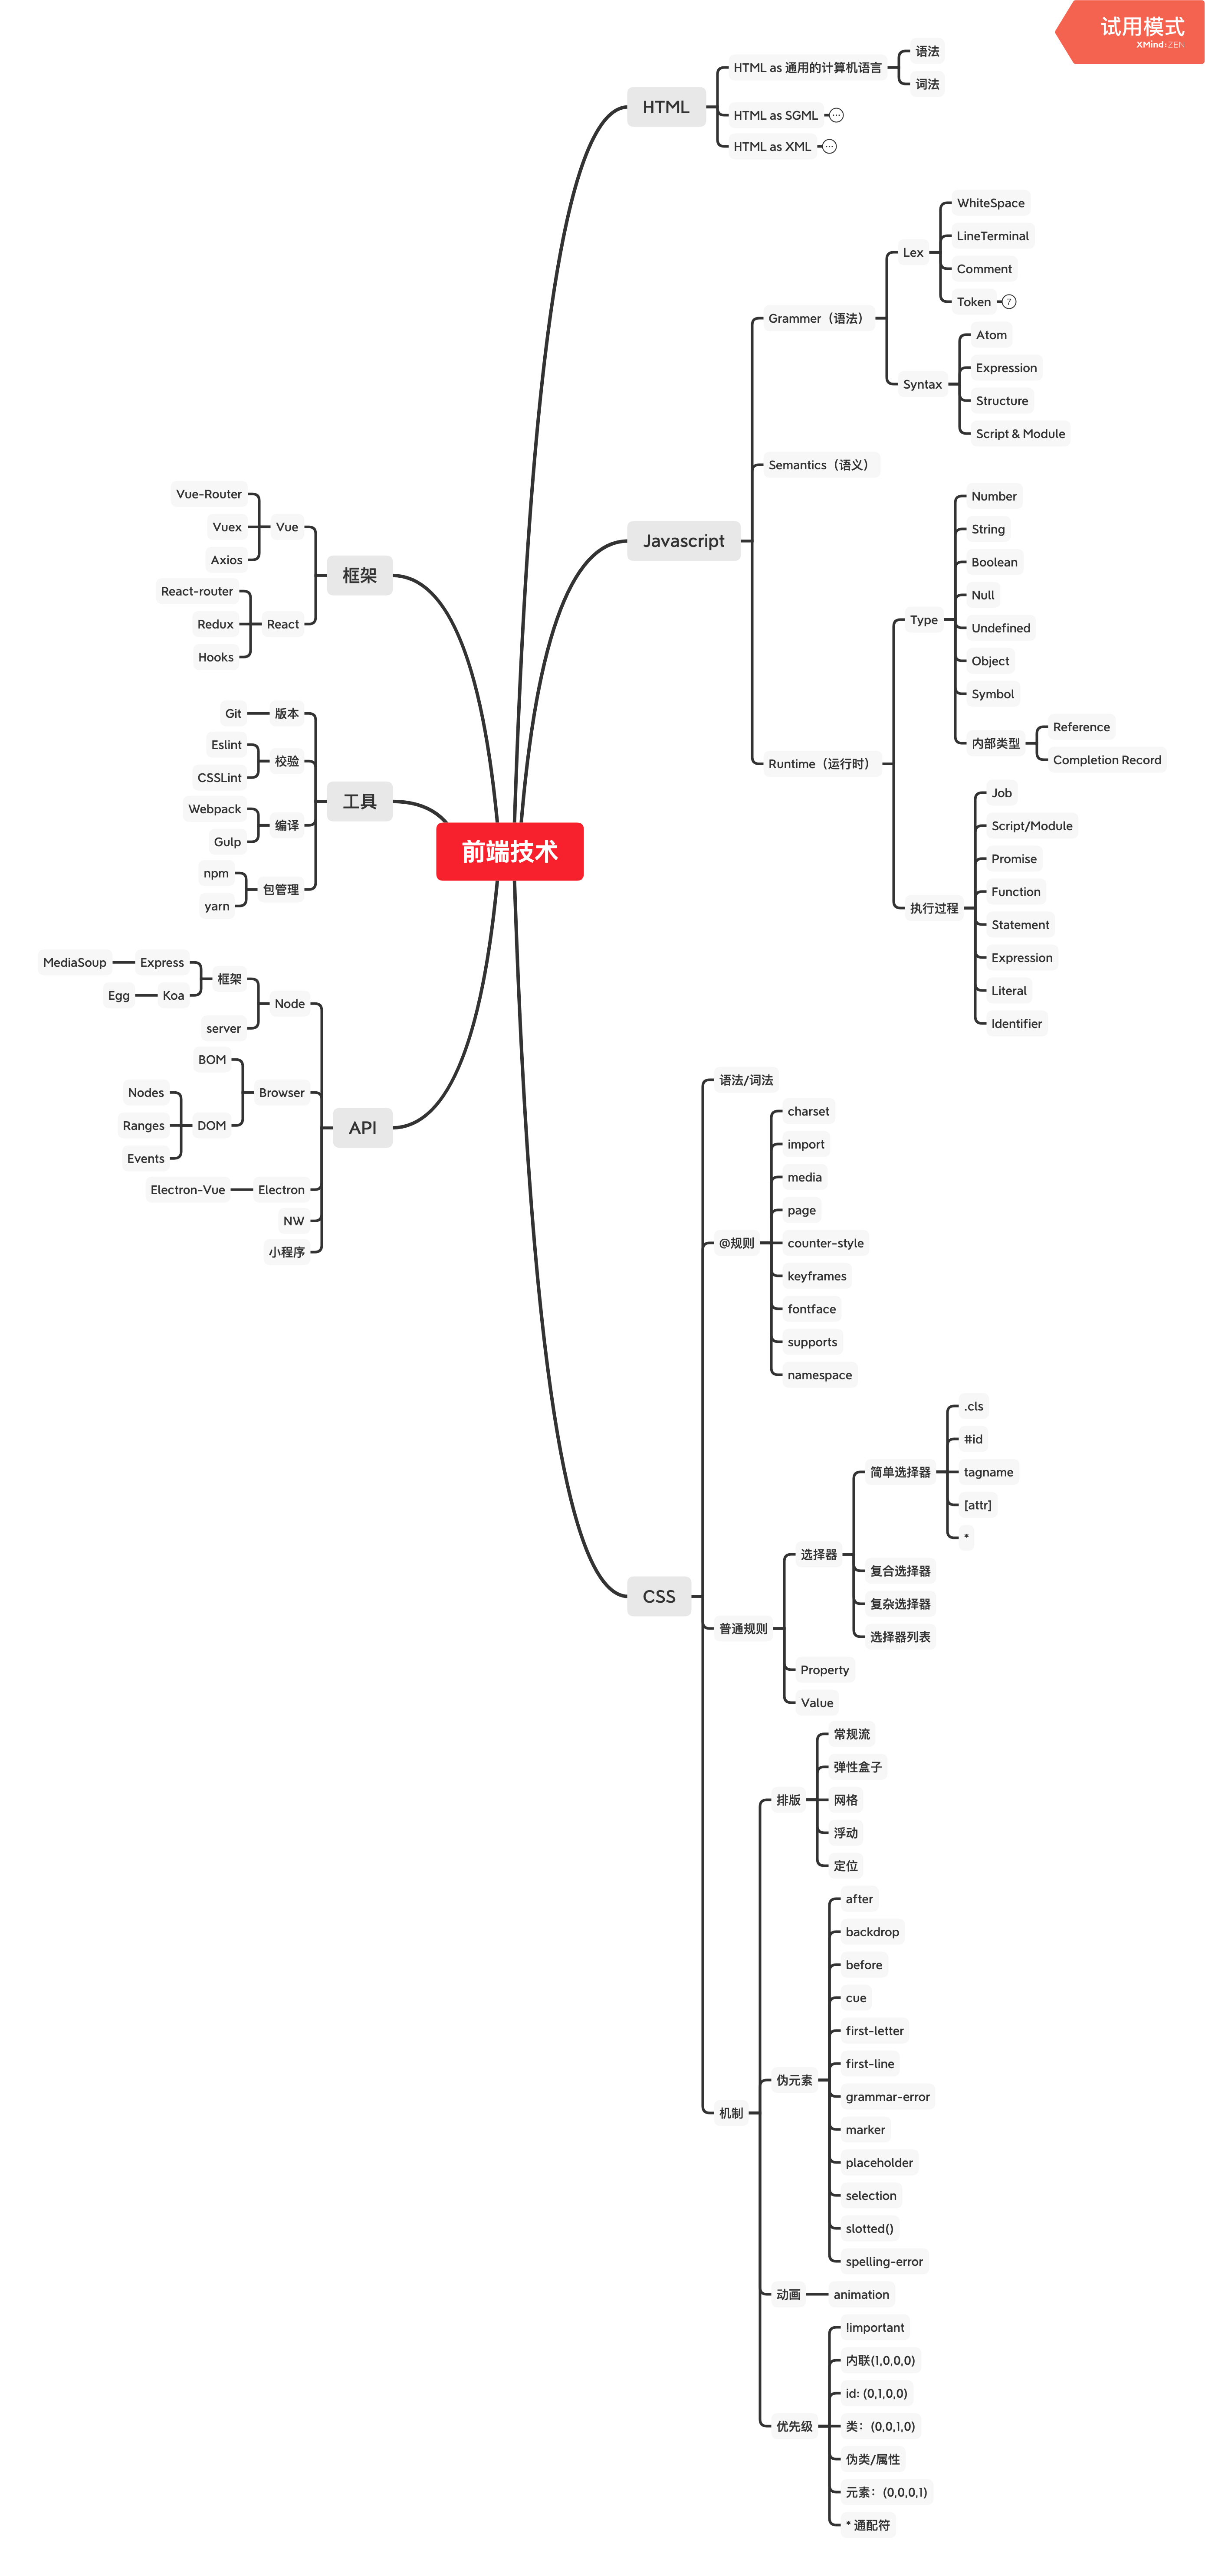 试用模式
XMind:ZEN
前端技术
HTML
HTML as 通用的计算机语言
语法
词法
HTML as SGML
HTML as XML
Javascript
Grammer（语法）
Lex
WhiteSpace
LineTerminal
Comment
Token
7
Syntax
Atom
Expression
Structure
Script & Module
Semantics（语义）
Runtime（运行时）
Type
Number
String
Boolean
Null
Undefined
Object
Symbol
内部类型
Reference
Completion Record
执行过程
Job
Script/Module
Promise
Function
Statement
Expression
Literal
Identifier
CSS
语法/词法
@规则
charset
import
media
page
counter-style
keyframes
fontface
supports
namespace
普通规则
选择器
简单选择器
.cls
#id
tagname
[attr]
*
复合选择器
复杂选择器
选择器列表
Property
Value
机制
排版
常规流
弹性盒子
网格
浮动
定位
伪元素
after
backdrop
before
cue
first-letter
first-line
grammar-error
marker
placeholder
selection
slotted()
spelling-error
动画
animation
优先级
!important
内联(1,0,0,0)
id: (0,1,0,0)
类：(0,0,1,0)
伪类/属性
元素：(0,0,0,1)
* 通配符
框架
Vue
Vue-Router
Vuex
Axios
React
React-router
Redux
Hooks
工具
版本
Git
校验
Eslint
CSSLint
编译
Webpack
Gulp
包管理
npm
yarn
API
Node
框架
Express
MediaSoup
Koa
Egg
server
Browser
BOM
DOM
Nodes
Ranges
Events
Electron
Electron-Vue
NW
小程序